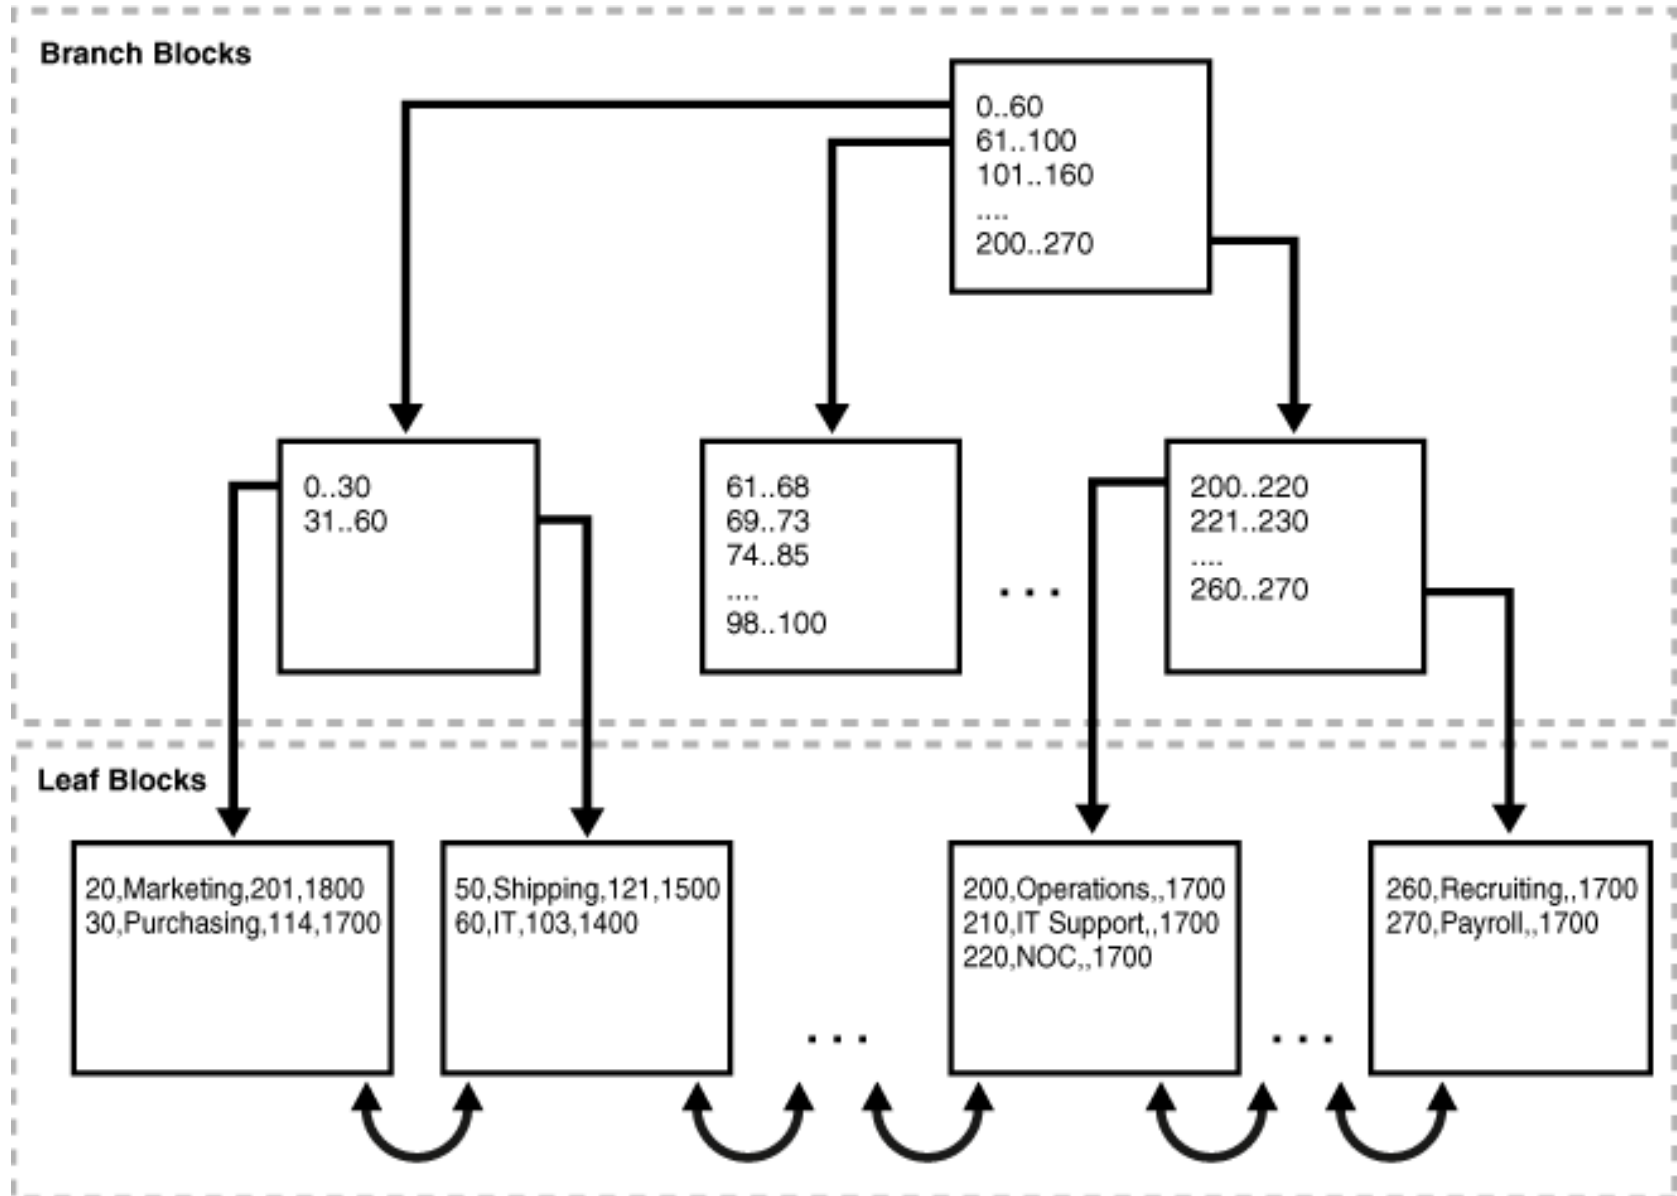 Branch Blocks
0..60
61..100
101..160
....
200..270
0..30
31..60
61..68
69..73
74..85
....
98..100
...
200..220
221..230
....
260..270
Leaf Blocks
20,Marketing,201,1800
30,Purchasing,114,1700
50,Shipping,121,1500
60,IT,103,1400
...
200,Operations,,1700
210,IT Support,,1700
220,NOC,,1700
...
260,Recruiting,,1700
270,Payroll,,1700